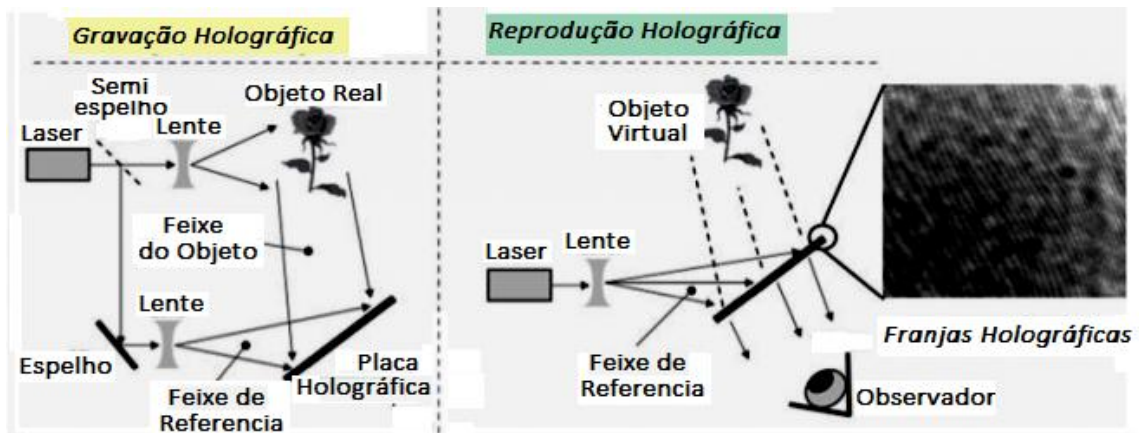 Gravação Holográfica
Semi
espelho
Objeto Real
Laser
Lente
Feixe
do Objeto
Lente
Espelho
Placa
Holográfica
Feixe de
Referencia
Reprodução Holográfica
Objeto
Virtual
Laser
Lente
Feixe de
Referencia
Franjas Holográficas
Observador